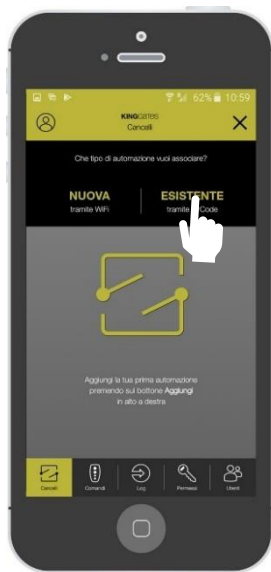 62% 10:59
KINGGATES
Cancelli
Che tipo di automazione vuoi associare?
NUOVA
tramite WiFi
ESISTENTE
tramite Code
Aggiungi la tua prima automazione
premendo sul bottone Aggiungi
in alto a destra
Cancelli Comandi Log Permessi Utenti